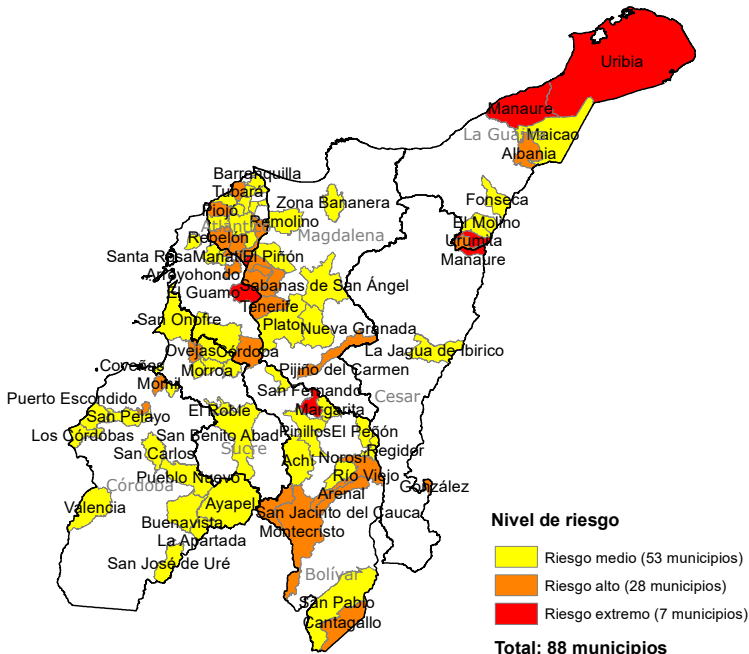 Uribia
Manaure
La Guajira
Maicao
Albania
Barranquilla
Tubará
Fonseca
Zona Bananera
Piojó
Remolino
El Molino
Atlántico
Repelón
Magdalena
Urumita
Santa Rosa
Manatí
El Piñón
Manaure
Arroyohondo
Sabanas de San Ángel
El Guamo
Tenerife
San Onofre
Plato
Nueva Granada
Ovejas
Córdoba
La Jagua de Ibirico
Coveñas
Morroa
Pijiño del Carmen
Momil
San Fernando
Puerto Escondido
Cesar
El Roble
Margarita
San Pelayo
Los Córdobas
San Benito Abad
Pinillos
El Peñón
Sucre
Regidor
San Carlos
Achí
Norosí
Pueblo Nuevo
Río Viejo
Córdoba
Arenal
González
Valencia
Ayapel
San Jacinto del Cauca
Buenavista
Montecristo
La Apartada
San José de Uré
Bolívar
San Pablo
Cantagallo
Nivel de riesgo
Riesgo medio (53 municipios)
Riesgo alto (28 municipios)
Riesgo extremo (7 municipios)
Total: 88 municipios